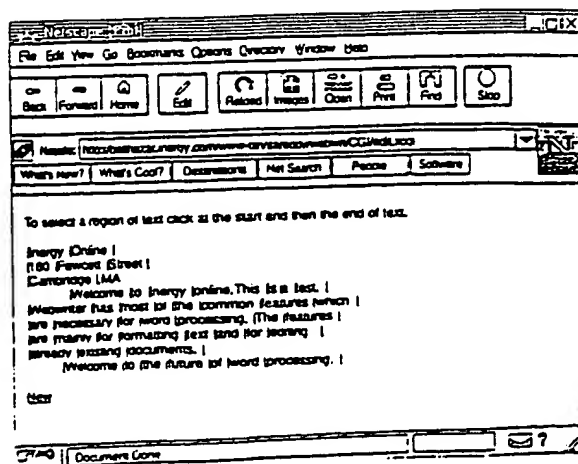 Netscape
File Edit View Go Bookmarks Options Directory Window Help
Back Forward Home Edit Reload Images Open Print Find Stop
What's New? What's Cool? Destinations Net Search People Software
To select a region of text click at the start and then the end of text.
|Inergy |Online |
|180 |Fawcett |Street |
|Cambridge |,MA
|Welcome |to |Inergy |online.This |is |a |test. |
|Webwriter |has |most |of |the |common |features |which |
|are |necessary |for |word |processing. |The |features |
|are |mainly |for |formatting |text |and |for |
|already |existing |documents. |
|Welcome |to |the |future |of |word |processing. |
New
Document Done
?